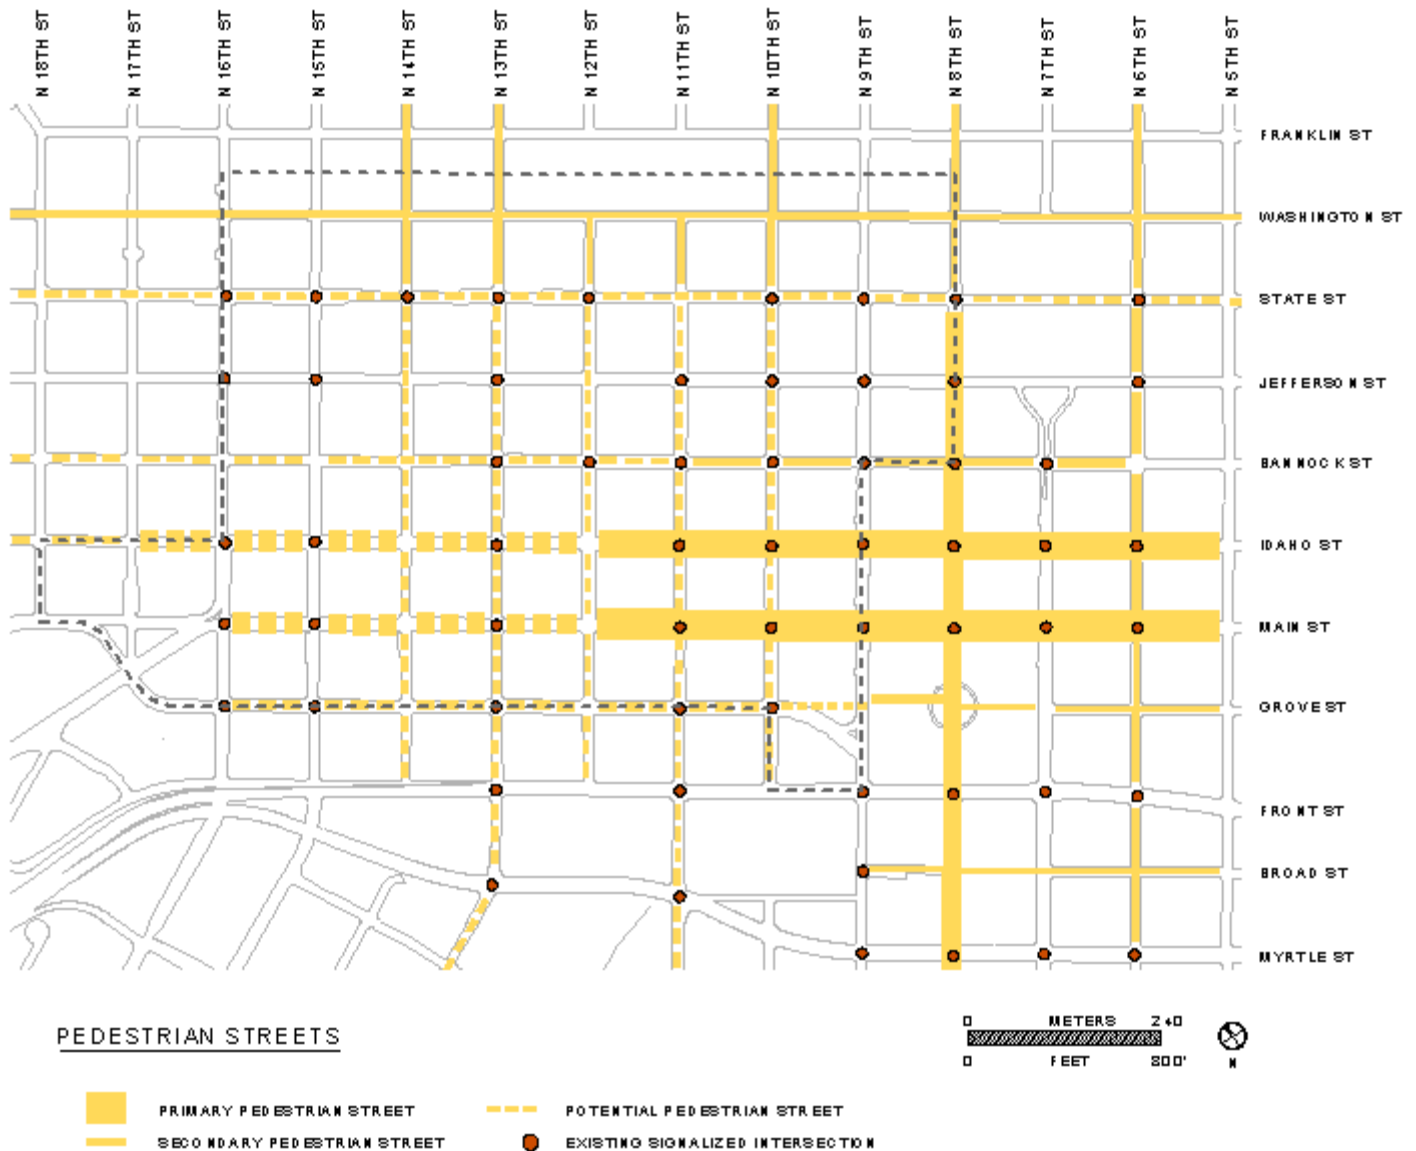 N 18TH ST
N 17TH ST
N 16TH ST
N 15TH ST
N 14TH ST
N 13TH ST
N 12TH ST
N 11TH ST
N 10TH ST
N 9TH ST
N 8TH ST
N 7TH ST
N 6TH ST
N 5TH ST
FRANKLIN ST
WASHINGTON ST
STATE ST
JEFFERSON ST
BANNOCK ST
IDAHO ST
MAIN ST
GROVE ST
FRONT ST
BROAD ST
MYRTLE ST
PEDESTRIAN STREETS
0 METERS 240
0 FEET 800'
N
PRIMARY PEDESTRIAN STREET
POTENTIAL PEDESTRIAN STREET
SECONDARY PEDESTRIAN STREET
EXISTING SIGNALIZED INTERSECTION